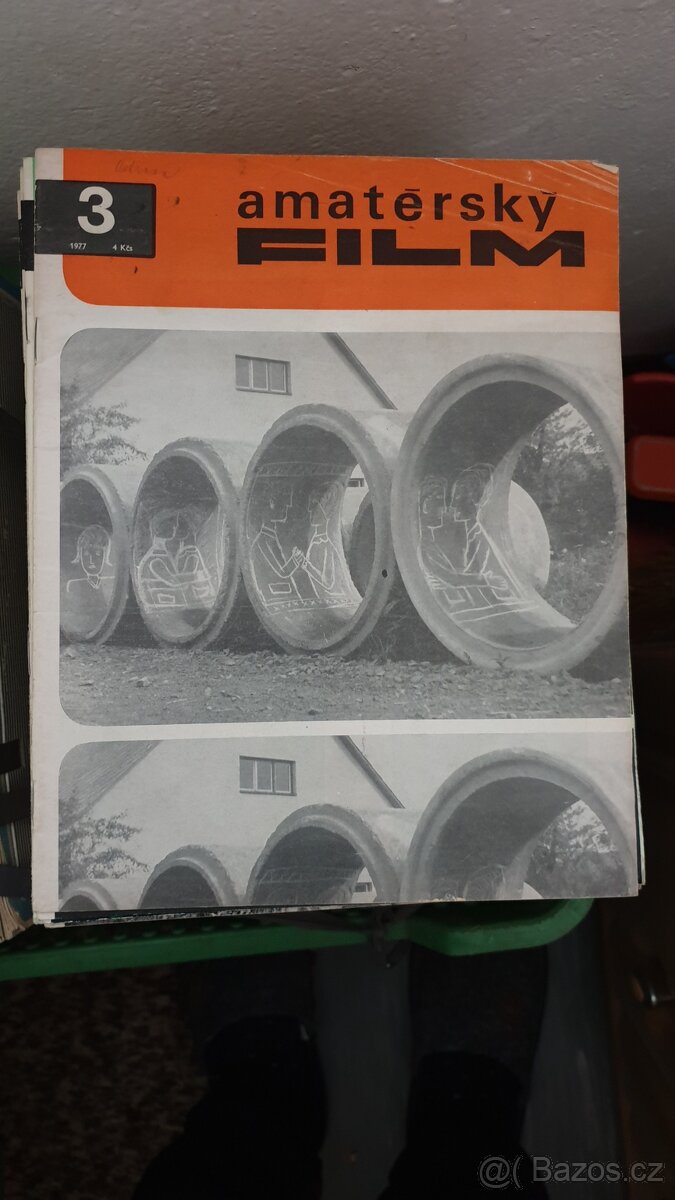 3
1977 4 Kčs
amatérský
FILM
@( Bazos.cz